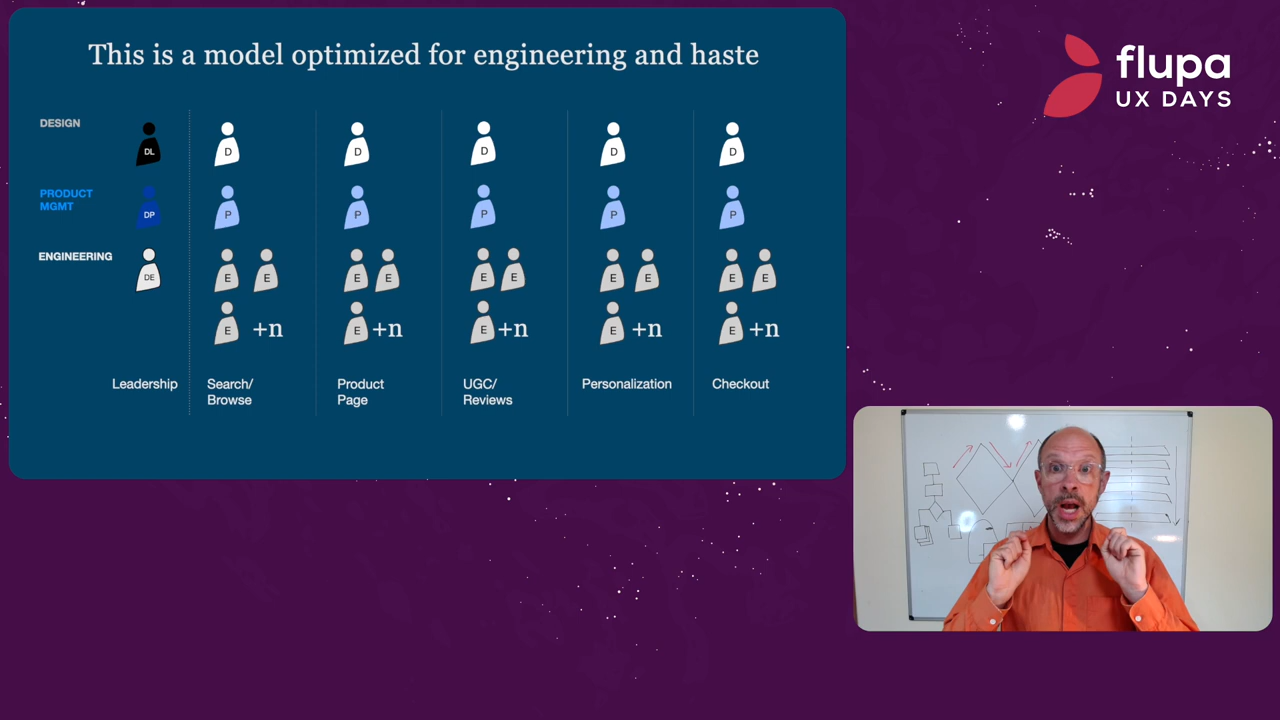 This is a model optimized for engineering and haste
flupa
UX DAYS
DESIGN
DL
D
D
D
D
D
PRODUCT
MGMT
DP
P
P
P
P
P
ENGINEERING
DE
E
E
E
E
E
E
E
E
E
E
E
+n
E
+n
E
+n
E
+n
E
+n
Leadership
Search/
Browse
Product
Page
UGC/
Reviews
Personalization
Checkout